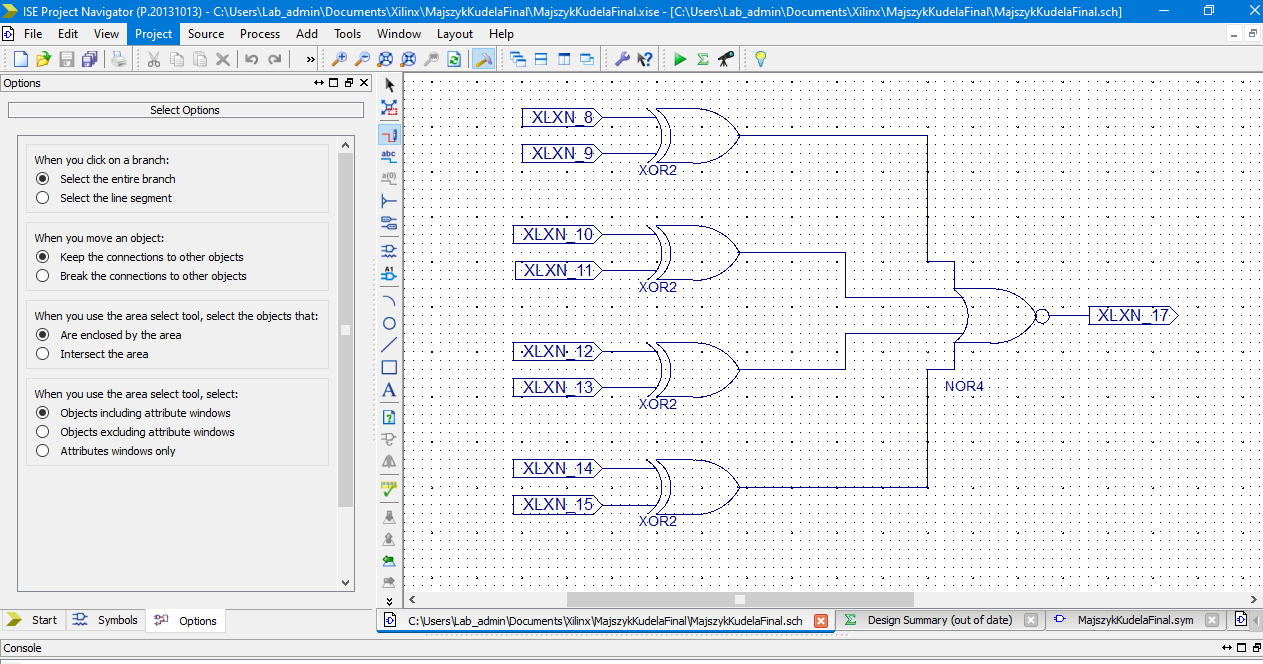 ISE Project Navigator (P.20131013) - C:\Users\Lab_admin\Documents\Xilinx\MajszykKudelaFinal\MajszykKudelaFinal.xise - [C:\Users\Lab_admin\Documents\Xilinx\MajszykKudelaFinal\MajszykKudelaFinal.sch]
File Edit View Project Source Process Add Tools Window Layout Help
Options
Select Options
When you click on a branch:
Select the entire branch
Select the line segment
When you move an object:
Keep the connections to other objects
Break the connections to other objects
When you use the area select tool, select the objects that:
Are enclosed by the area
Intersect the area
When you use the area select tool, select:
Objects including attribute windows
Objects excluding attribute windows
Attributes windows only
abc
a(0)
A1
A
XLXN_8
XLXN_9
XOR2
XLXN_10
XLXN_11
XOR2
XLXN_12
XLXN_13
XOR2
XLXN_14
XLXN_15
XOR2
NOR4
XLXN_17
Start Symbols Options
C:\Users\Lab_admin\Documents\Xilinx\MajszykKudelaFinal\MajszykKudelaFinal.sch
Design Summary (out of date)
MajszykKudelaFinal.sym
Console